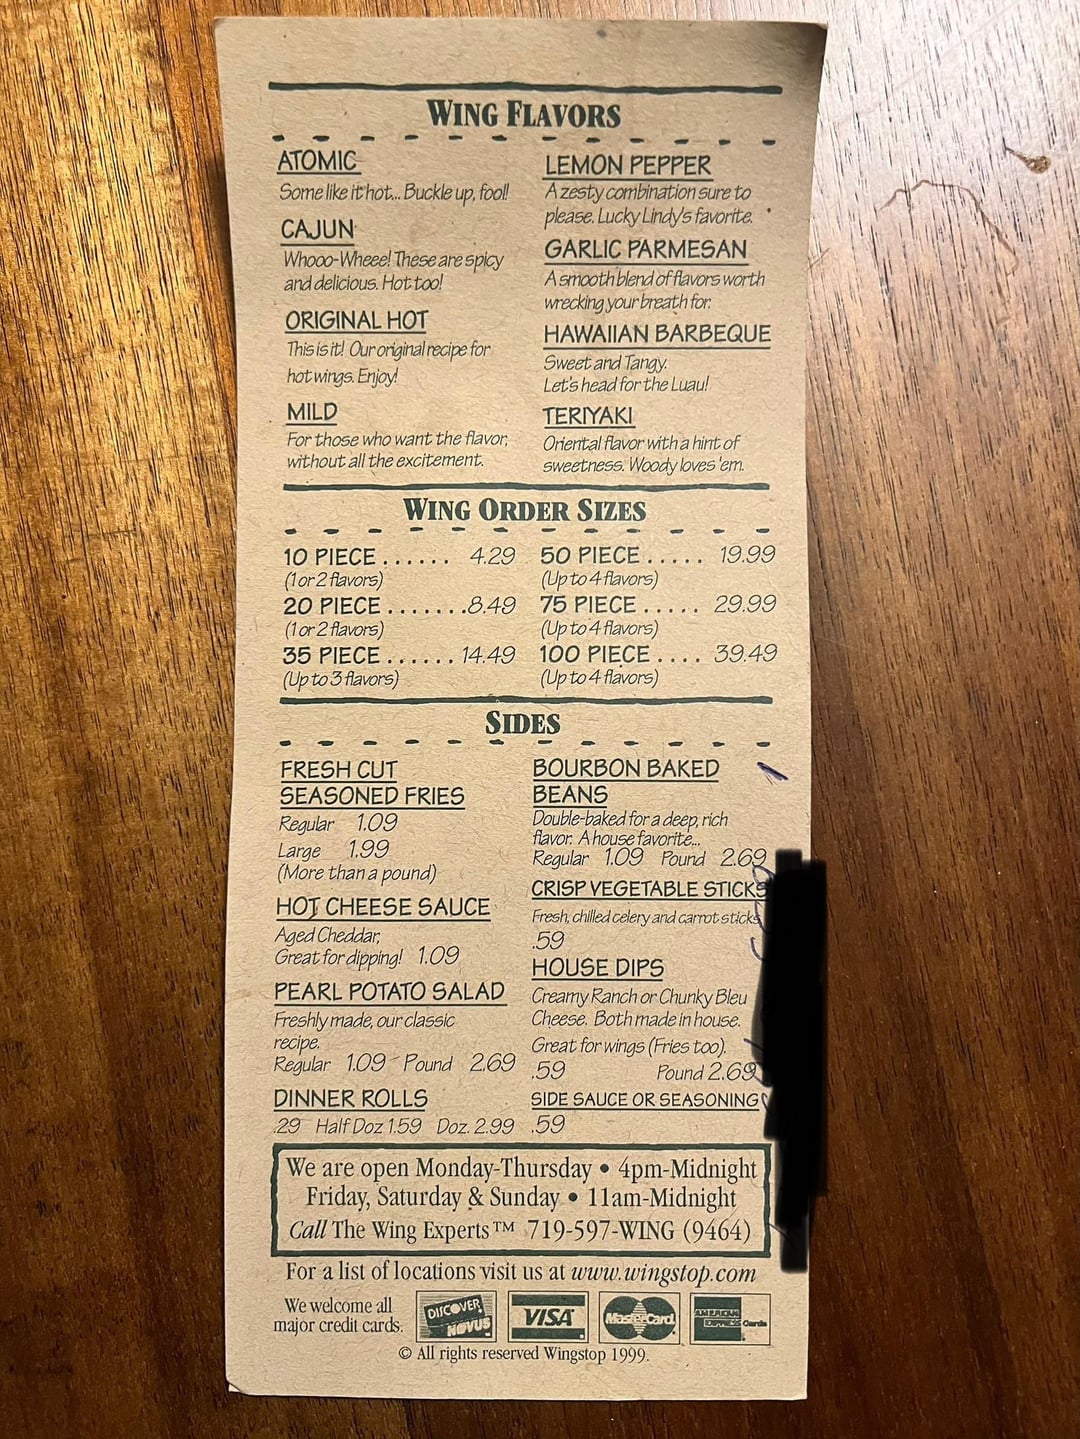 WING FLAVORS
ATOMIC
Some like it hot... Buckle up, fool!
CAJUN
Whooo-Wheee! These are spicy
and delicious. Hot too!
ORIGINAL HOT
This is it! Our original recipe for
hot wings. Enjoy!
MILD
For those who want the flavor,
without all the excitement.
LEMON PEPPER
A zesty combination sure to
please. Lucky Lindy's favorite.
GARLIC PARMESAN
A smooth blend of flavors worth
wrecking your breath for.
HAWAIIAN BARBEQUE
Sweet and Tangy.
Let's head for the Luau!
TERIYAKI
Oriental flavor with a hint of
sweetness. Woody loves 'em.
WING ORDER SIZES
10 PIECE ...... 4.29
(1 or 2 flavors)
20 PIECE .......8.49
(1 or 2 flavors)
35 PIECE ...... 14.49
(Up to 3 flavors)
50 PIECE ..... 19.99
(Up to 4 flavors)
75 PIECE ..... 29.99
(Up to 4 flavors)
100 PIECE .... 39.49
(Up to 4 flavors)
SIDES
FRESH CUT
SEASONED FRIES
Regular 1.09
Large 1.99
(More than a pound)
HOT CHEESE SAUCE
Aged Cheddar,
Great for dipping! 1.09
PEARL POTATO SALAD
Freshly made, our classic
recipe.
Regular 1.09 Pound 2.69
DINNER ROLLS
.29 Half Doz 1.59 Doz. 2.99
BOURBON BAKED
BEANS
Double-baked for a deep, rich
flavor. A house favorite...
Regular 1.09 Pound 2.69
CRISP VEGETABLE STICKS
Fresh, chilled celery and carrot sticks
.59
HOUSE DIPS
Creamy Ranch or Chunky Bleu
Cheese. Both made in house.
Great for wings (Fries too).
.59 Pound 2.69
SIDE SAUCE OR SEASONING
.59
We are open Monday-Thursday • 4pm-Midnight
Friday, Saturday & Sunday • 11am-Midnight
Call The Wing Experts™ 719-597-WING (9464)
For a list of locations visit us at www.wingstop.com
We welcome all
major credit cards.
DISCOVER
NOVUS
VISA
MasterCard
AMERICAN
EXPRESS Cards
© All rights reserved Wingstop 1999.